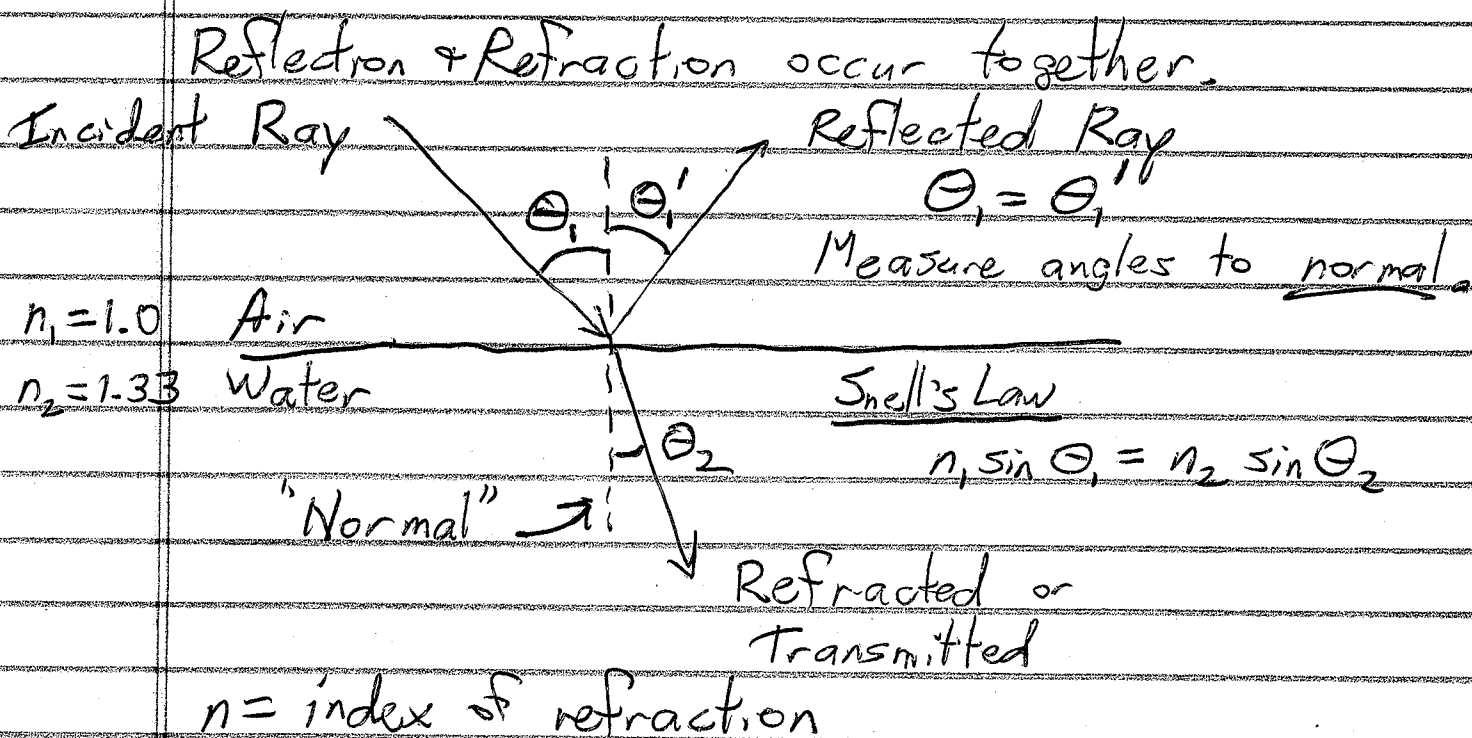 Reflection & Refraction occur together.
Incident Ray
Reflected Ray
θ₁ θ₁'
θ₁ = θ₁'
Measure angles to normal.
n₁ = 1.0 Air
n₂ = 1.33 Water
Snell's Law
θ₂
n₁ sin θ₁ = n₂ sin θ₂
"Normal"
Refracted or
Transmitted
n = index of refraction